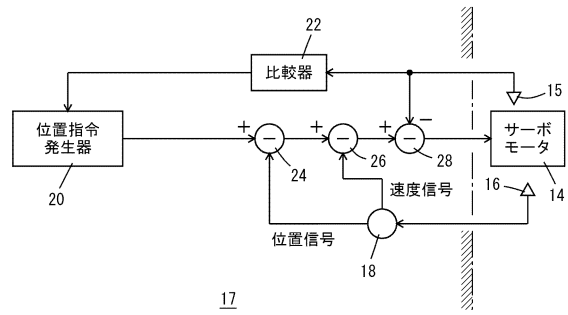 22
比較器
15
位置指令
発生器
+
−
24
+
−
26
+
−
−
28
サーボ
モータ
20
速度信号
16
14
位置信号
18
17